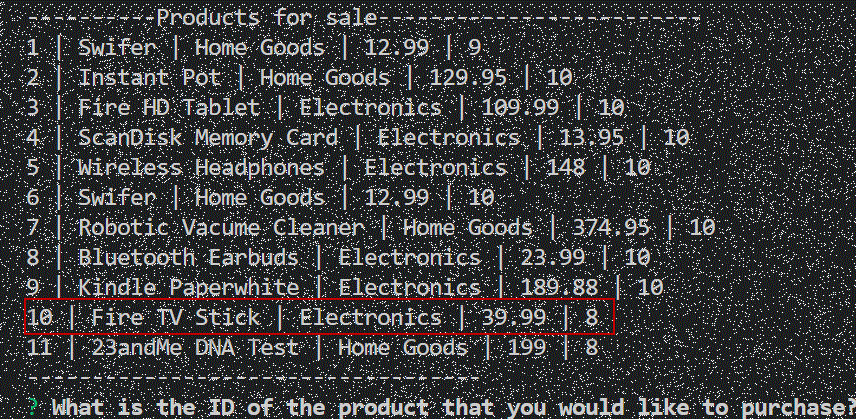 ----------Products for sale-------------------------
1 | Swifer | Home Goods | 12.99 | 9
2 | Instant Pot | Home Goods | 129.95 | 10
3 | Fire HD Tablet | Electronics | 109.99 | 10
4 | ScanDisk Memory Card | Electronics | 13.95 | 10
5 | Wireless Headphones | Electronics | 148 | 10
6 | Swifer | Home Goods | 12.99 | 10
7 | Robotic Vacume Cleaner | Home Goods | 374.95 | 10
8 | Bluetooth Earbuds | Electronics | 23.99 | 10
9 | Kindle Paperwhite | Electronics | 189.88 | 10
10 | Fire TV Stick | Electronics | 39.99 | 8
11 | 23andMe DNA Test | Home Goods | 199 | 8
-----------------------------------
? What is the ID of the product that you would like to purchase?